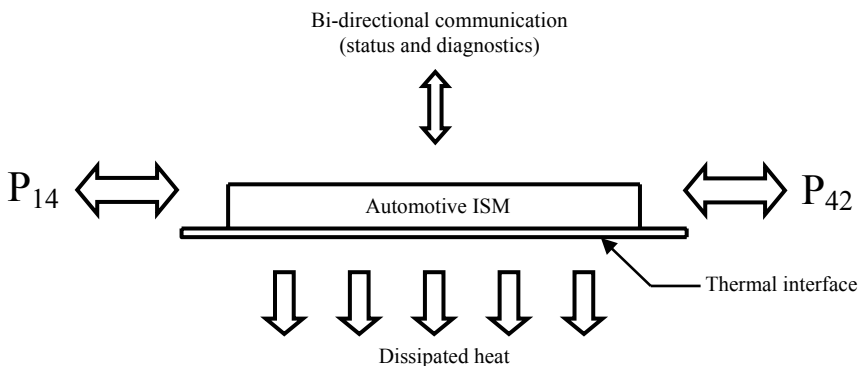 Bi-directional communication
(status and diagnostics)
P₁₄
Automotive ISM
P₄₂
Thermal interface
Dissipated heat